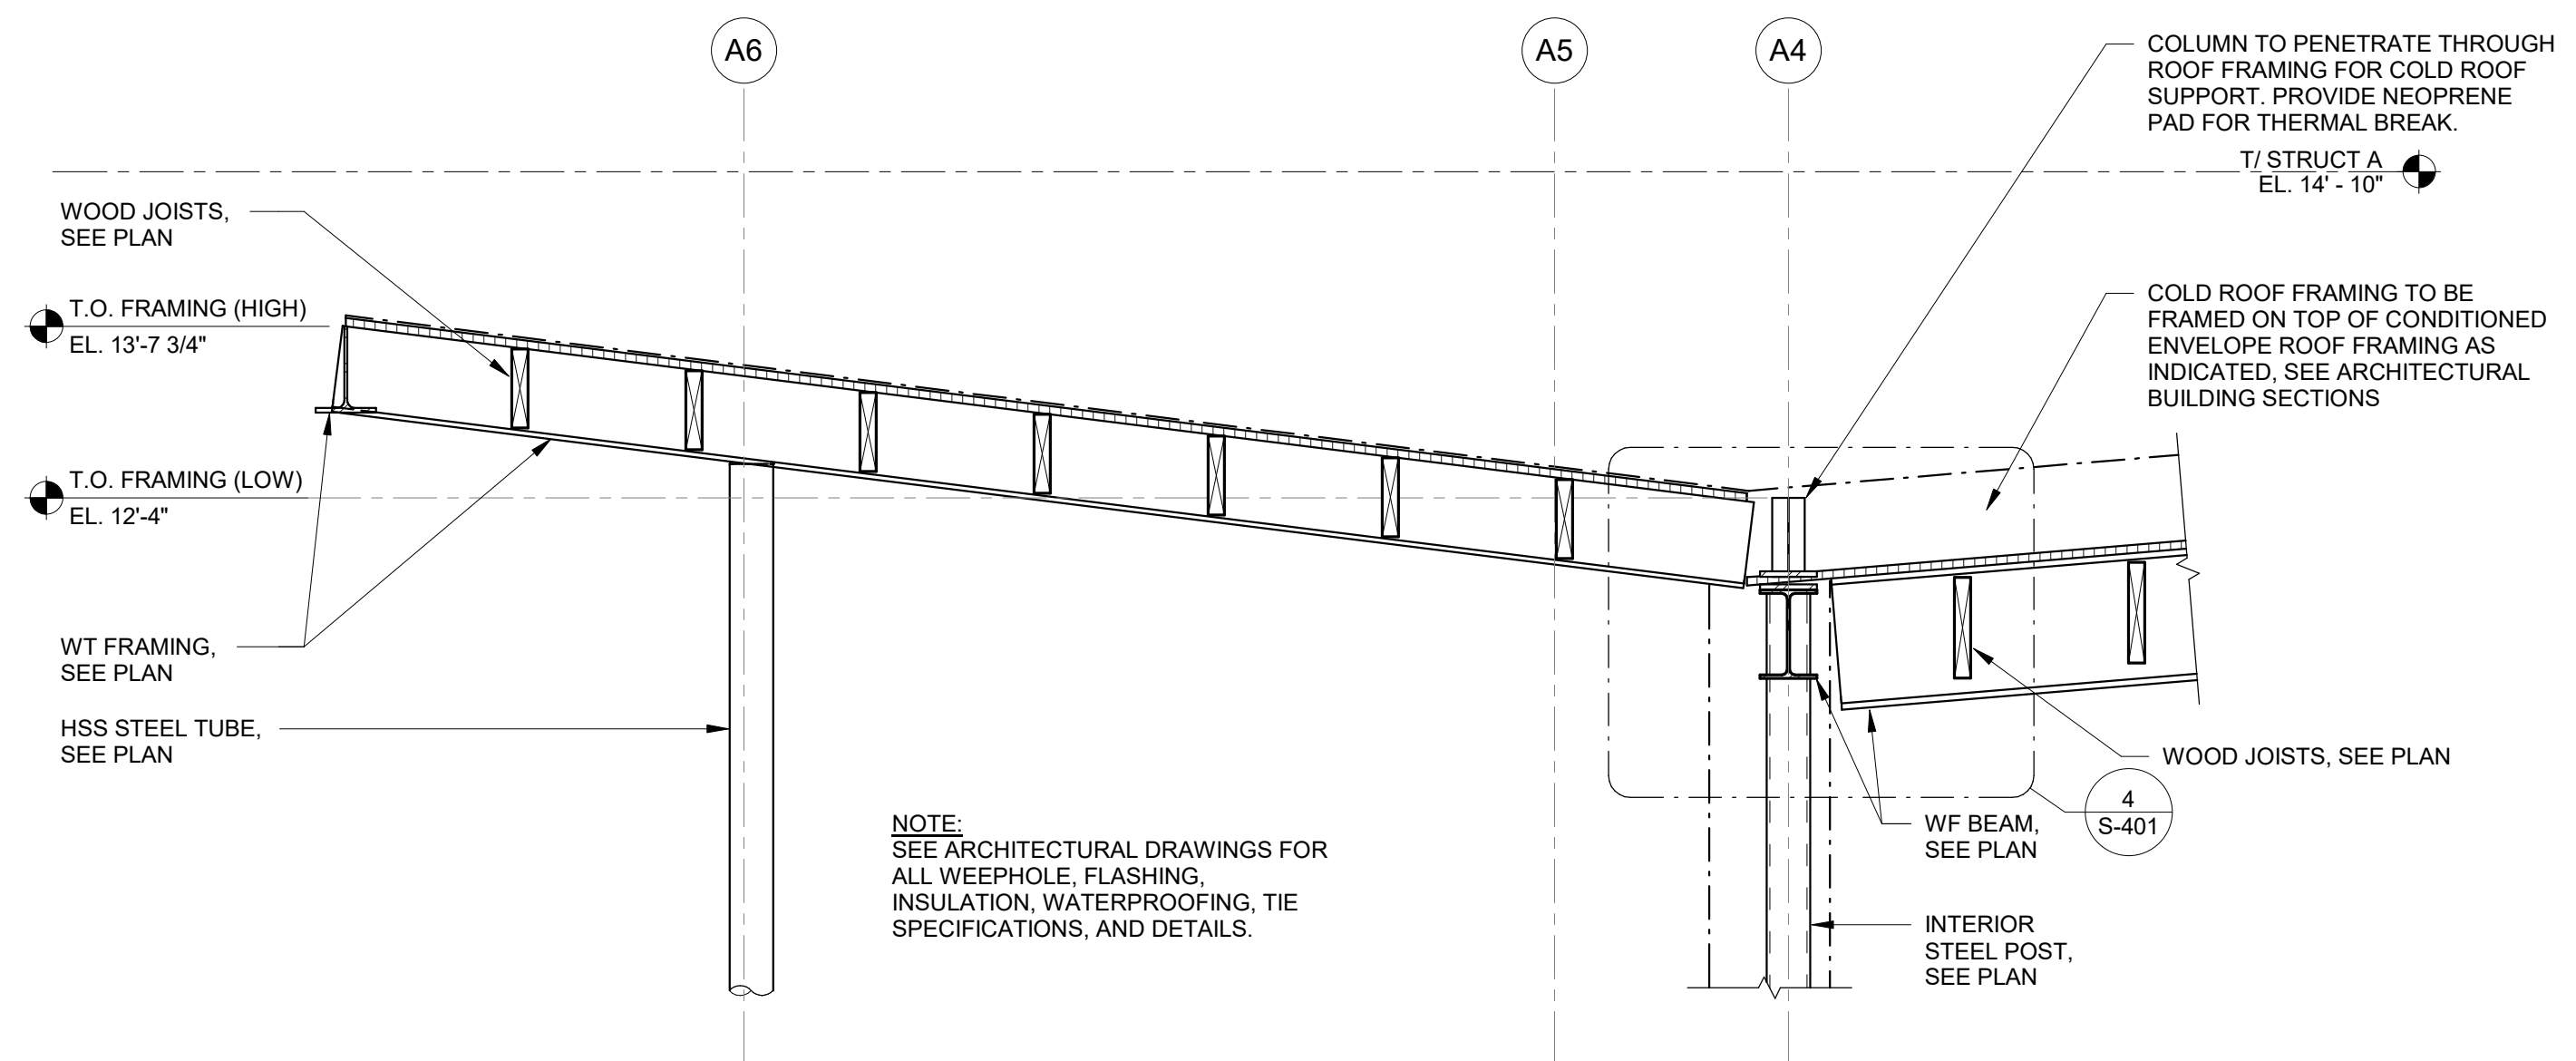 A6
A5
A4
COLUMN TO PENETRATE THROUGH
ROOF FRAMING FOR COLD ROOF
SUPPORT. PROVIDE NEOPRENE
PAD FOR THERMAL BREAK.
T/ STRUCT A
EL. 14' - 10"
WOOD JOISTS,
SEE PLAN
T.O. FRAMING (HIGH)
EL. 13'-7 3/4"
COLD ROOF FRAMING TO BE
FRAMED ON TOP OF CONDITIONED
ENVELOPE ROOF FRAMING AS
INDICATED, SEE ARCHITECTURAL
BUILDING SECTIONS
T.O. FRAMING (LOW)
EL. 12'-4"
WT FRAMING,
SEE PLAN
HSS STEEL TUBE,
SEE PLAN
WOOD JOISTS, SEE PLAN
4
S-401
NOTE:
SEE ARCHITECTURAL DRAWINGS FOR
ALL WEEPHOLE, FLASHING,
INSULATION, WATERPROOFING, TIE
SPECIFICATIONS, AND DETAILS.
WF BEAM,
SEE PLAN
INTERIOR
STEEL POST,
SEE PLAN